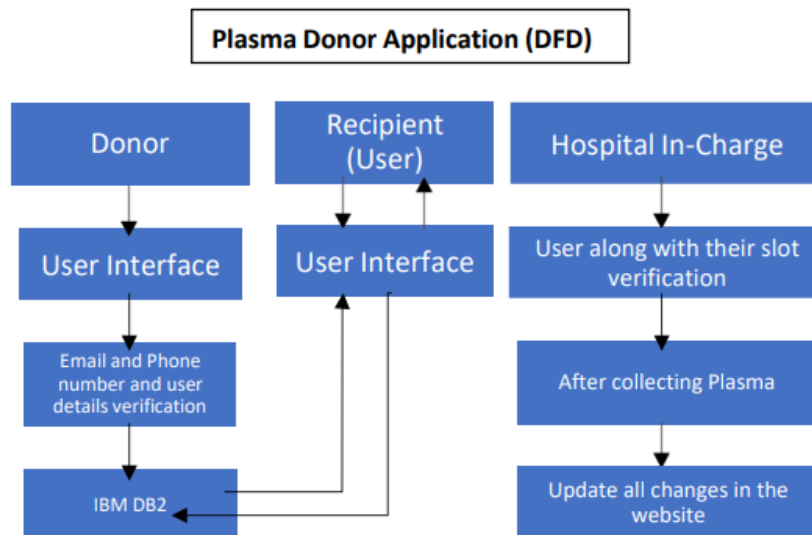 Plasma Donor Application (DFD)
Donor
Recipient
(User)
Hospital In-Charge
User Interface
User Interface
User along with their slot
verification
Email and Phone
number and user
details verification
After collecting Plasma
IBM DB2
Update all changes in the
website